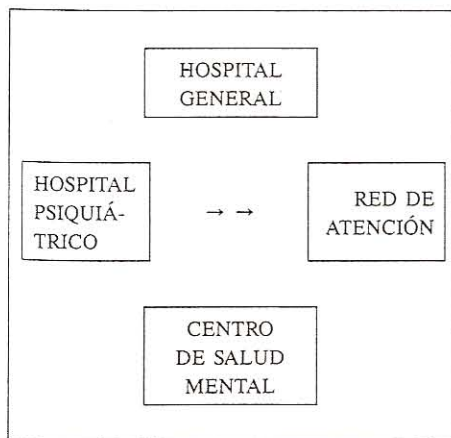 HOSPITAL
GENERAL
HOSPITAL
PSIQUIÁ-
TRICO
→ →
RED DE
ATENCIÓN
CENTRO
DE SALUD
MENTAL